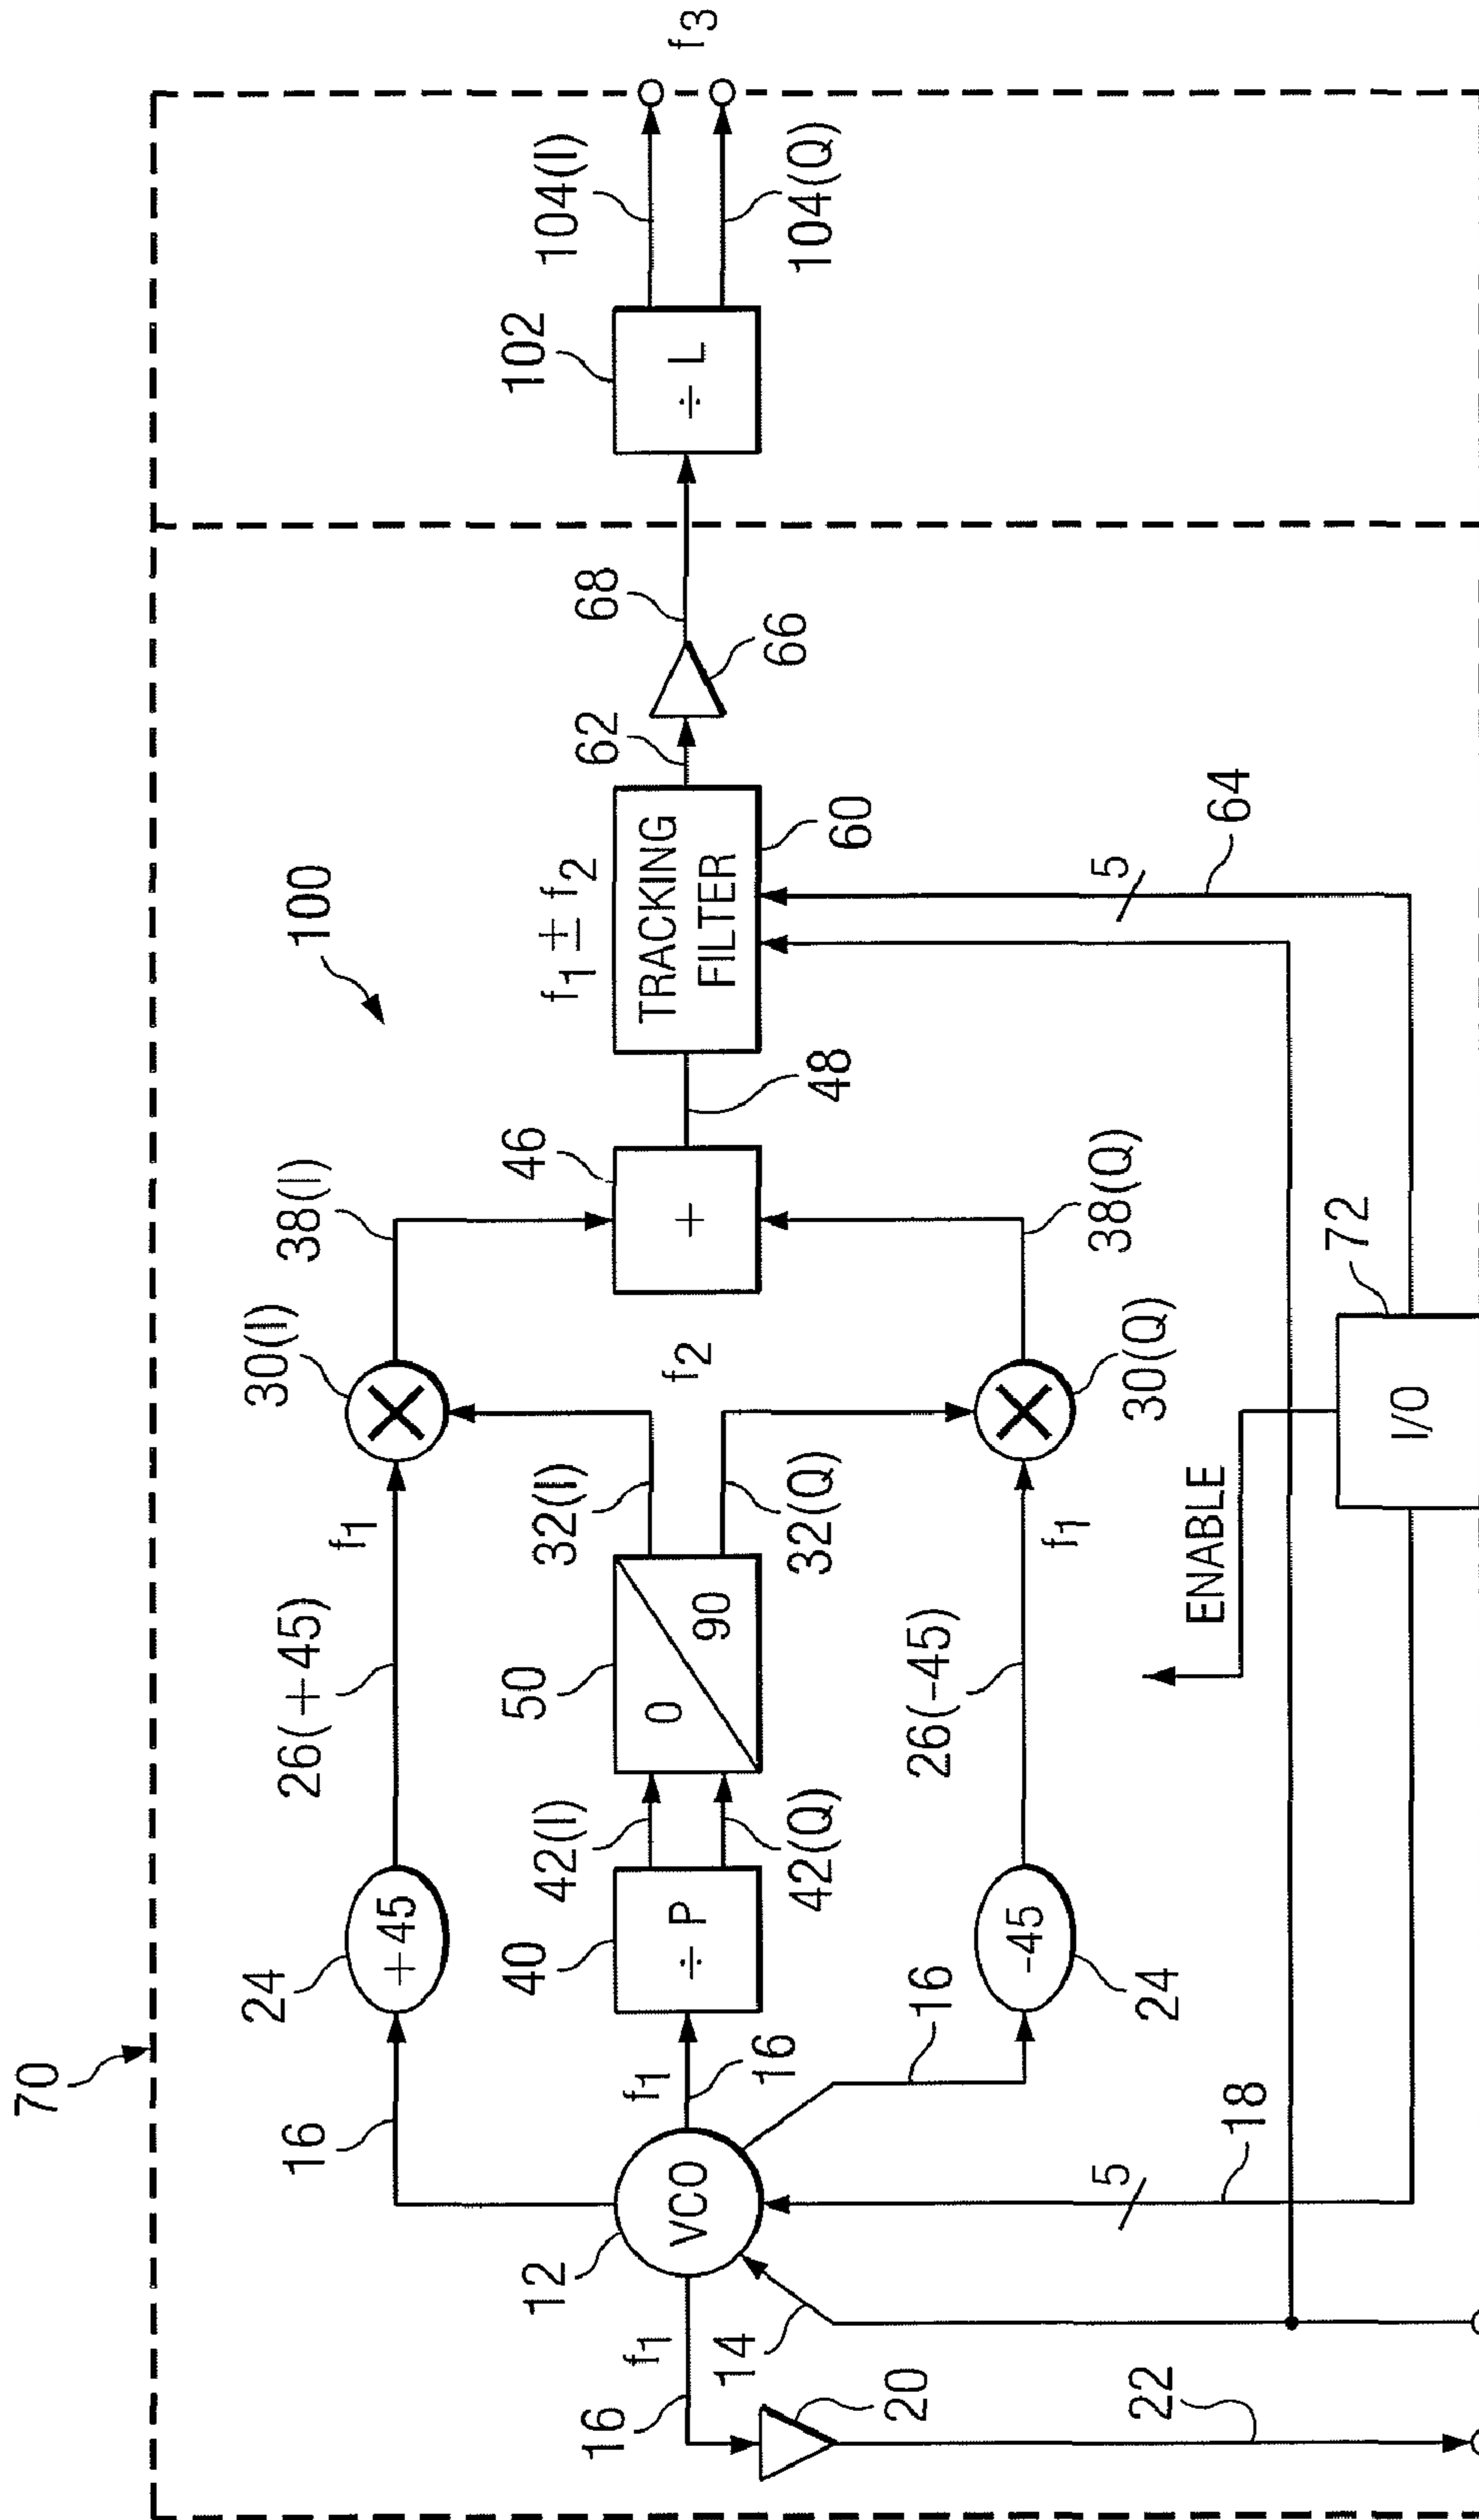 70
100
16
24
+45
26(+45)
f1
30(I)
38(I)
12
VCO
f1
16
40
÷ P
42(I)
42(Q)
50
0
90
32(I)
32(Q)
f2
46
+
48
f1 ± f2
TRACKING
FILTER
60
62
66
68
102
÷ L
104(I)
104(Q)
f3
16
-45
24
26(-45)
f1
30(Q)
38(Q)
f1
16
14
20
22
5
18
ENABLE
I/O
72
5
64